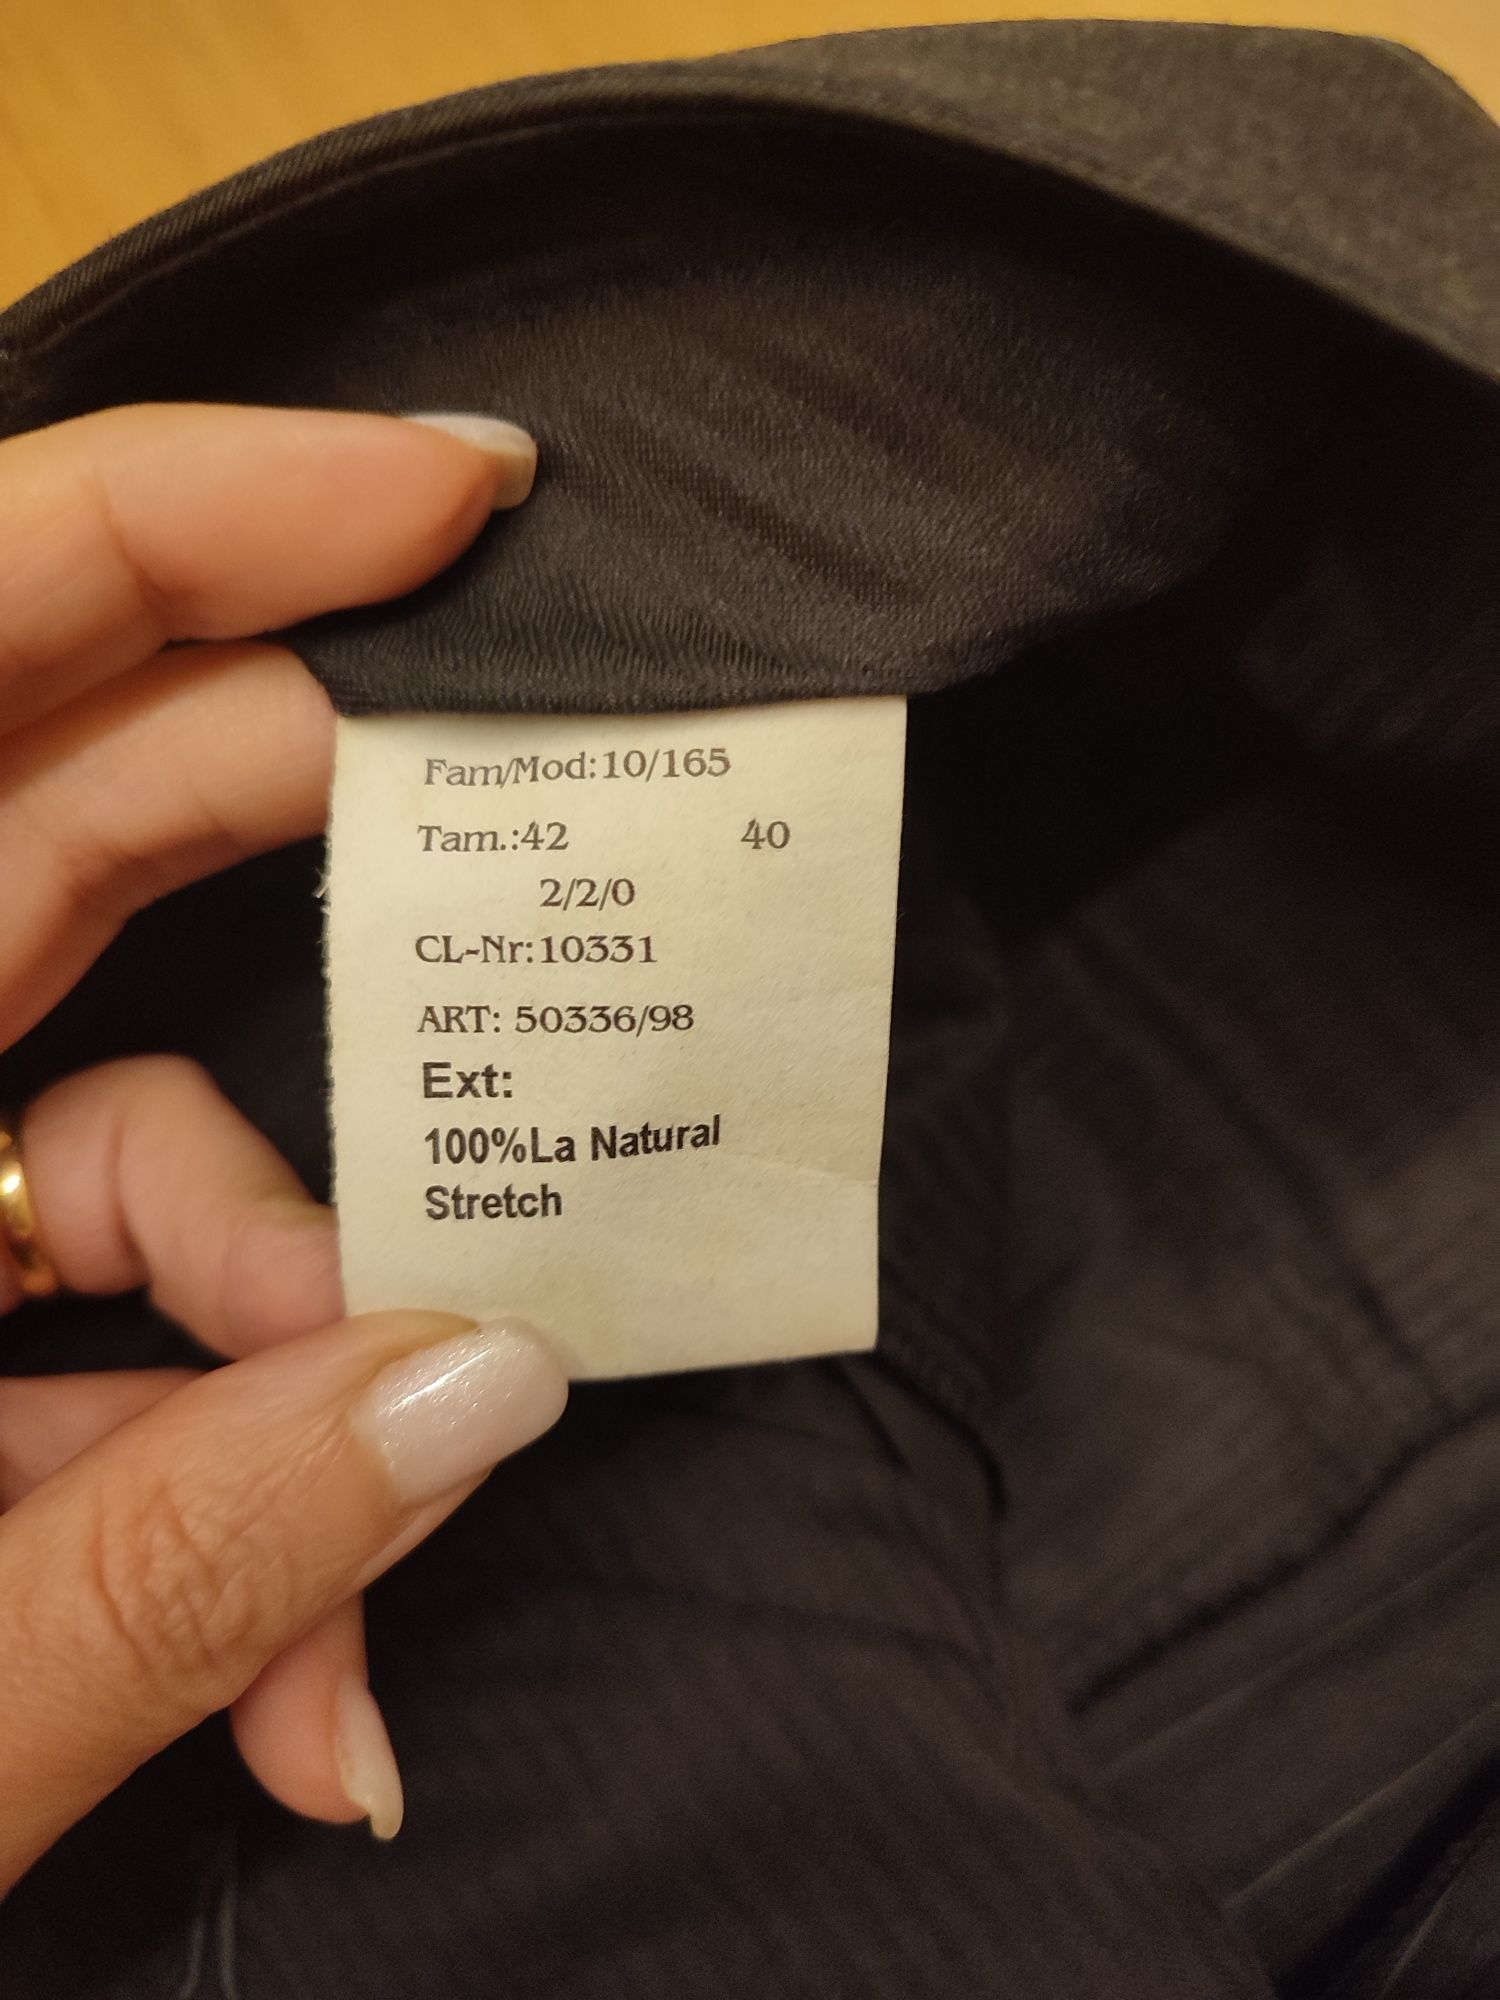 Fam/Mod:10/165
Tam.:42 40
2/2/0
CL-Nr:10331
ART: 50336/98
Ext:
100%La Natural
Stretch